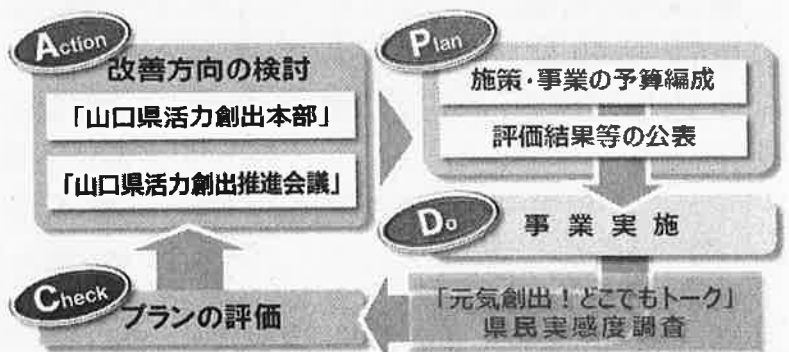 Action
改善方向の検討
「山口県活力創出本部」
「山口県活力創出推進会議」
Plan
施策・事業の予算編成
評価結果等の公表
Do
事業実施
「元気創出！どこでもトーク」
県民実感度調査
Check
プランの評価